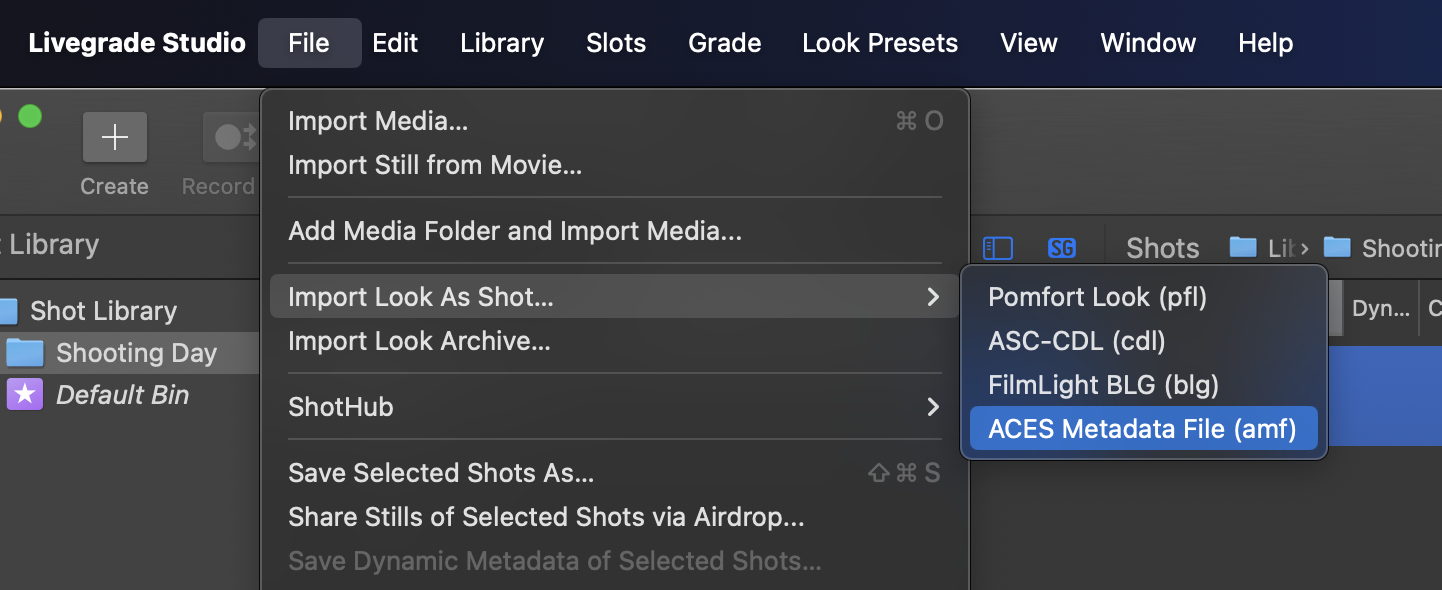 Livegrade Studio File Edit Library Slots Grade Look Presets View Window Help
Import Media... ⌘ O
Import Still from Movie...
Create Record
Add Media Folder and Import Media...
Library
SG Shots Lib Shootin
Import Look As Shot...
Pomfort Look (pfl)
Dyn... C
Shot Library
Import Look Archive...
ASC-CDL (cdl)
Shooting Day
FilmLight BLG (blg)
Default Bin
ShotHub
ACES Metadata File (amf)
Save Selected Shots As... ⇧ ⌘ S
Share Stills of Selected Shots via Airdrop...
Save Dynamic Metadata of Selected Shots...